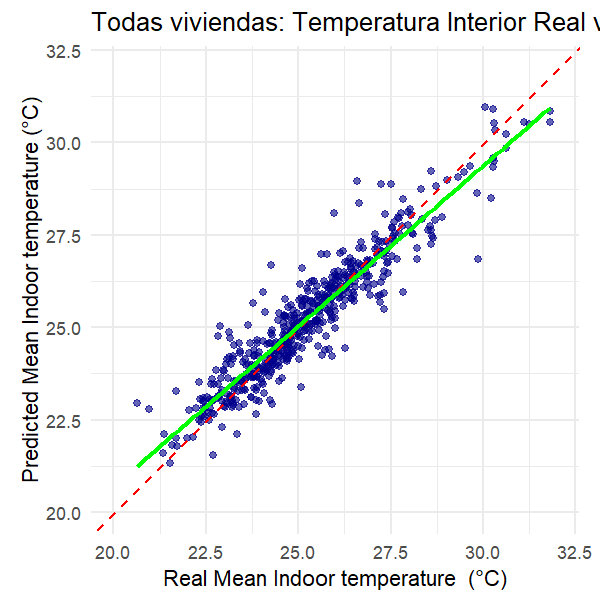 Todas viviendas: Temperatura Interior Real v
32.5
30.0
27.5
25.0
22.5
20.0
Predicted Mean Indoor temperature (°C)
20.0 22.5 25.0 27.5 30.0 32.5
Real Mean Indoor temperature (°C)